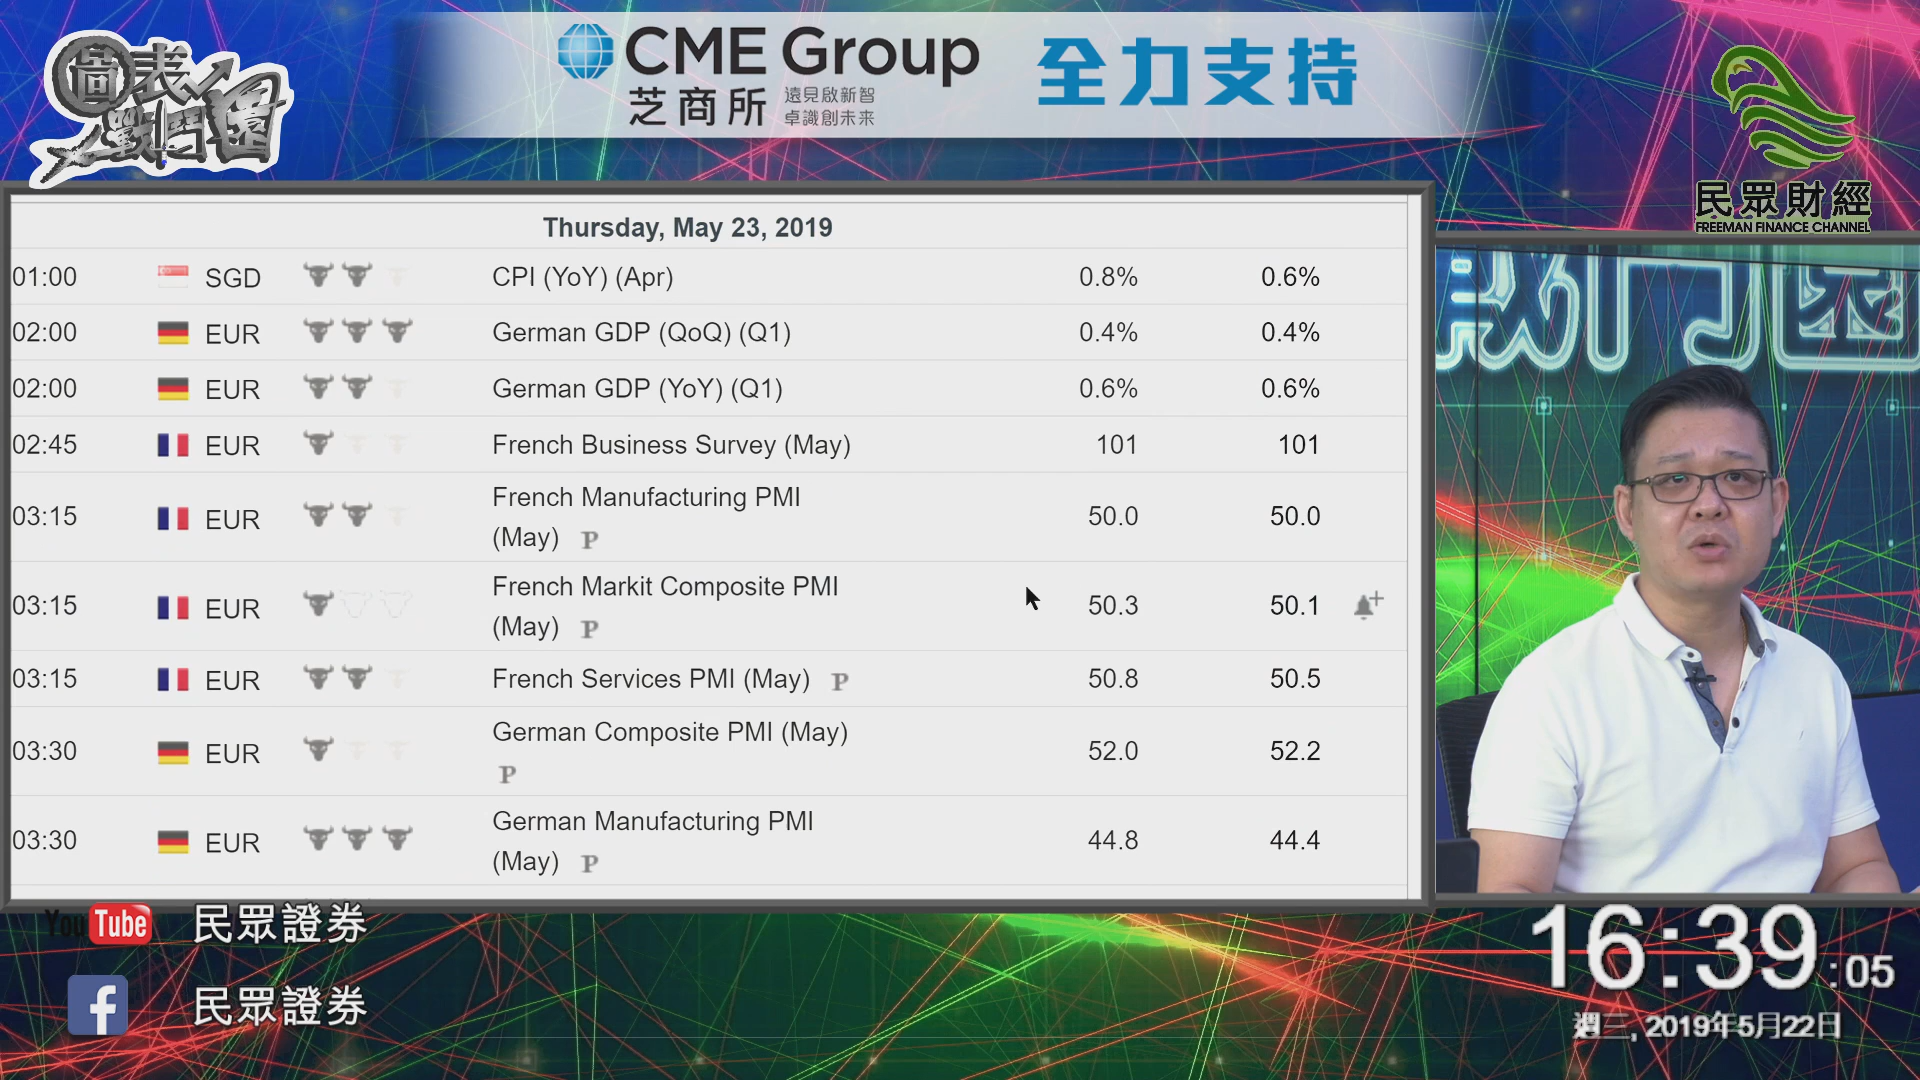 圖表
戰鬥團
CME Group
芝商所
遠見啟新智
卓識創未来
全力支持
民眾財經
FREEMAN FINANCE CHANNEL
Thursday, May 23, 2019
01:00 SGD CPI (YoY) (Apr) 0.8% 0.6%
02:00 EUR German GDP (QoQ) (Q1) 0.4% 0.4%
02:00 EUR German GDP (YoY) (Q1) 0.6% 0.6%
02:45 EUR French Business Survey (May) 101 101
03:15 EUR French Manufacturing PMI
(May) P 50.0 50.0
03:15 EUR French Markit Composite PMI
(May) P 50.3 50.1
03:15 EUR French Services PMI (May) P 50.8 50.5
03:30 EUR German Composite PMI (May)
P 52.0 52.2
03:30 EUR German Manufacturing PMI
(May) P 44.8 44.4
YouTube 民眾證券
f 民眾證券
16:39:05
週三, 2019年5月22日